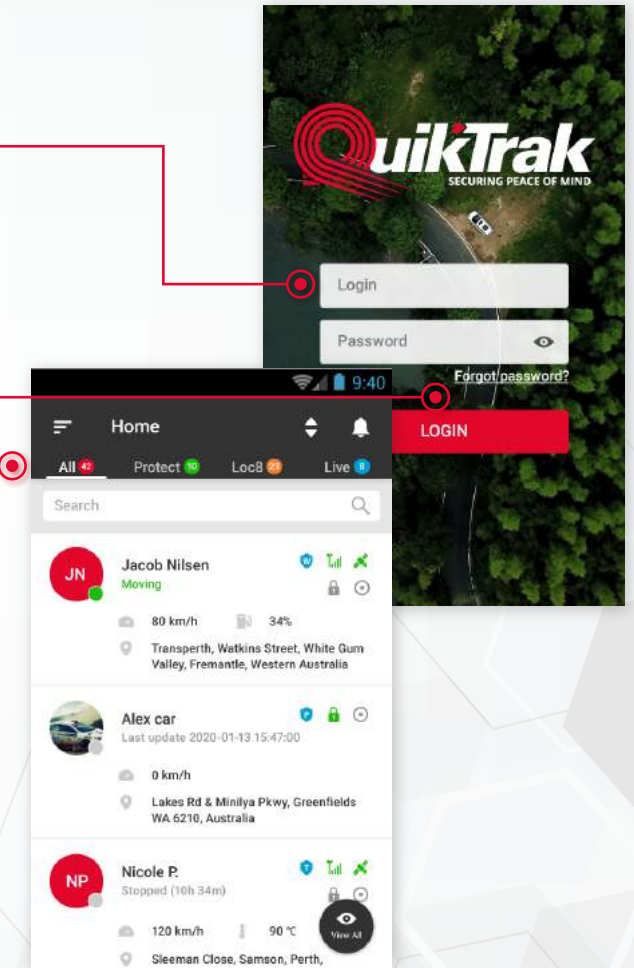 QuikTrak
SECURING PEACE OF MIND
Login
Password
Forgot password?
LOGIN
9:40
Home
All 42 Protect 10 Loc8 23 Live 8
Search
JN
Jacob Nilsen
Moving
80 km/h 34%
Transperth, Watkins Street, White Gum
Valley, Fremantle, Western Australia
Alex car
Last update 2020-01-13 15:47:00
0 km/h
Lakes Rd & Minilya Pkwy, Greenfields
WA 6210, Australia
NP
Nicole P.
Stopped (10h 34m)
120 km/h 90 °C
View All
Sleeman Close, Samson, Perth,